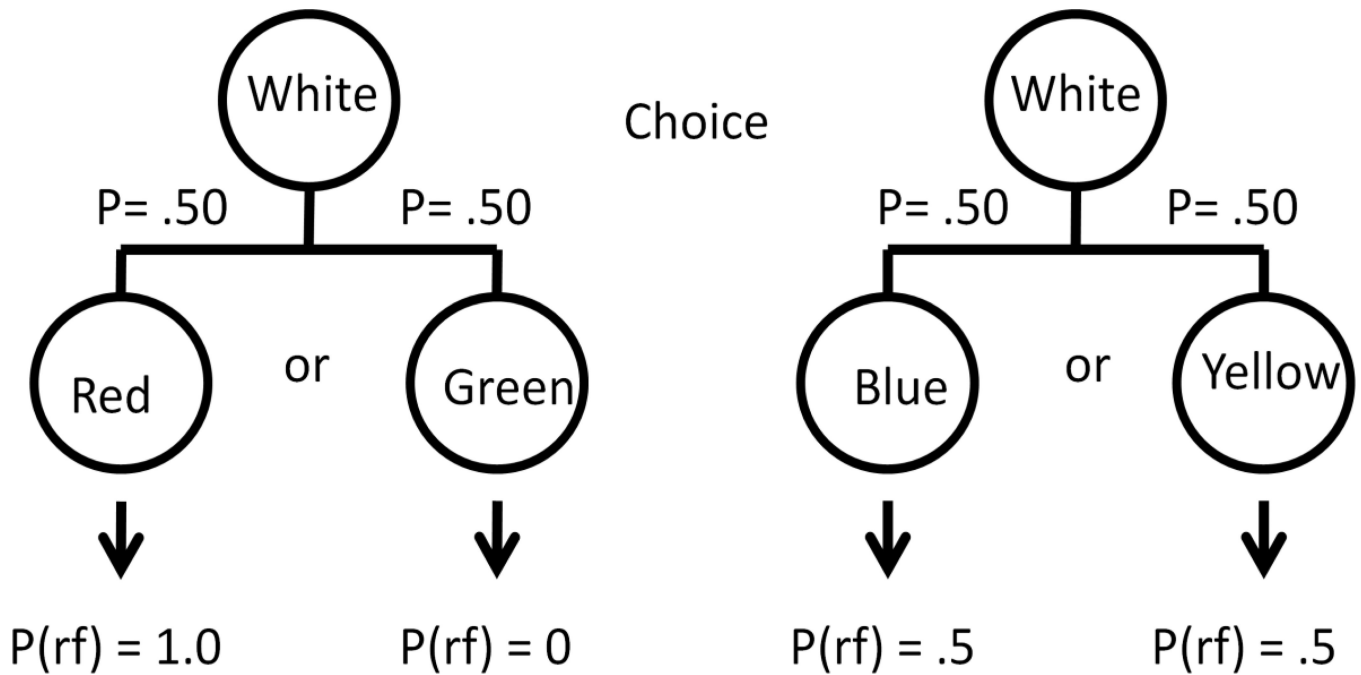 White
Choice
White
P= .50
P= .50
P= .50
P= .50
Red
or
Green
Blue
or
Yellow
P(rf) = 1.0
P(rf) = 0
P(rf) = .5
P(rf) = .5